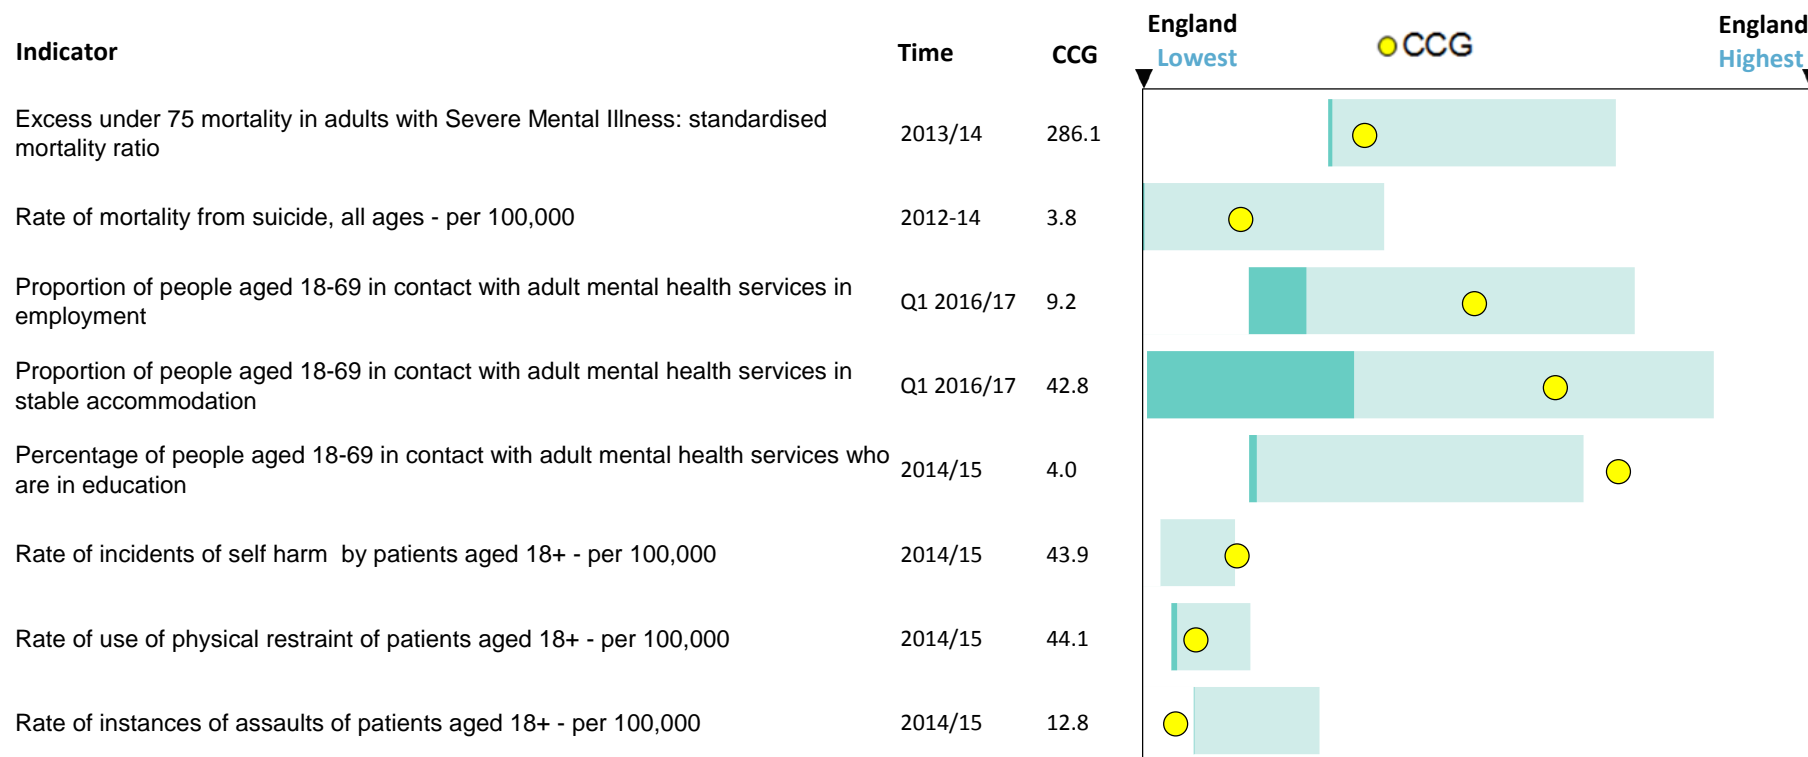 Indicator Time CCG England Lowest CCG England Highest
Excess under 75 mortality in adults with Severe Mental Illness: standardised
mortality ratio
2013/14 286.1
Rate of mortality from suicide, all ages - per 100,000 2012-14 3.8
Proportion of people aged 18-69 in contact with adult mental health services in
employment
Q1 2016/17 9.2
Proportion of people aged 18-69 in contact with adult mental health services in
stable accommodation
Q1 2016/17 42.8
Percentage of people aged 18-69 in contact with adult mental health services who
are in education
2014/15 4.0
Rate of incidents of self harm  by patients aged 18+ - per 100,000 2014/15 43.9
Rate of use of physical restraint of patients aged 18+ - per 100,000 2014/15 44.1
Rate of instances of assaults of patients aged 18+ - per 100,000 2014/15 12.8